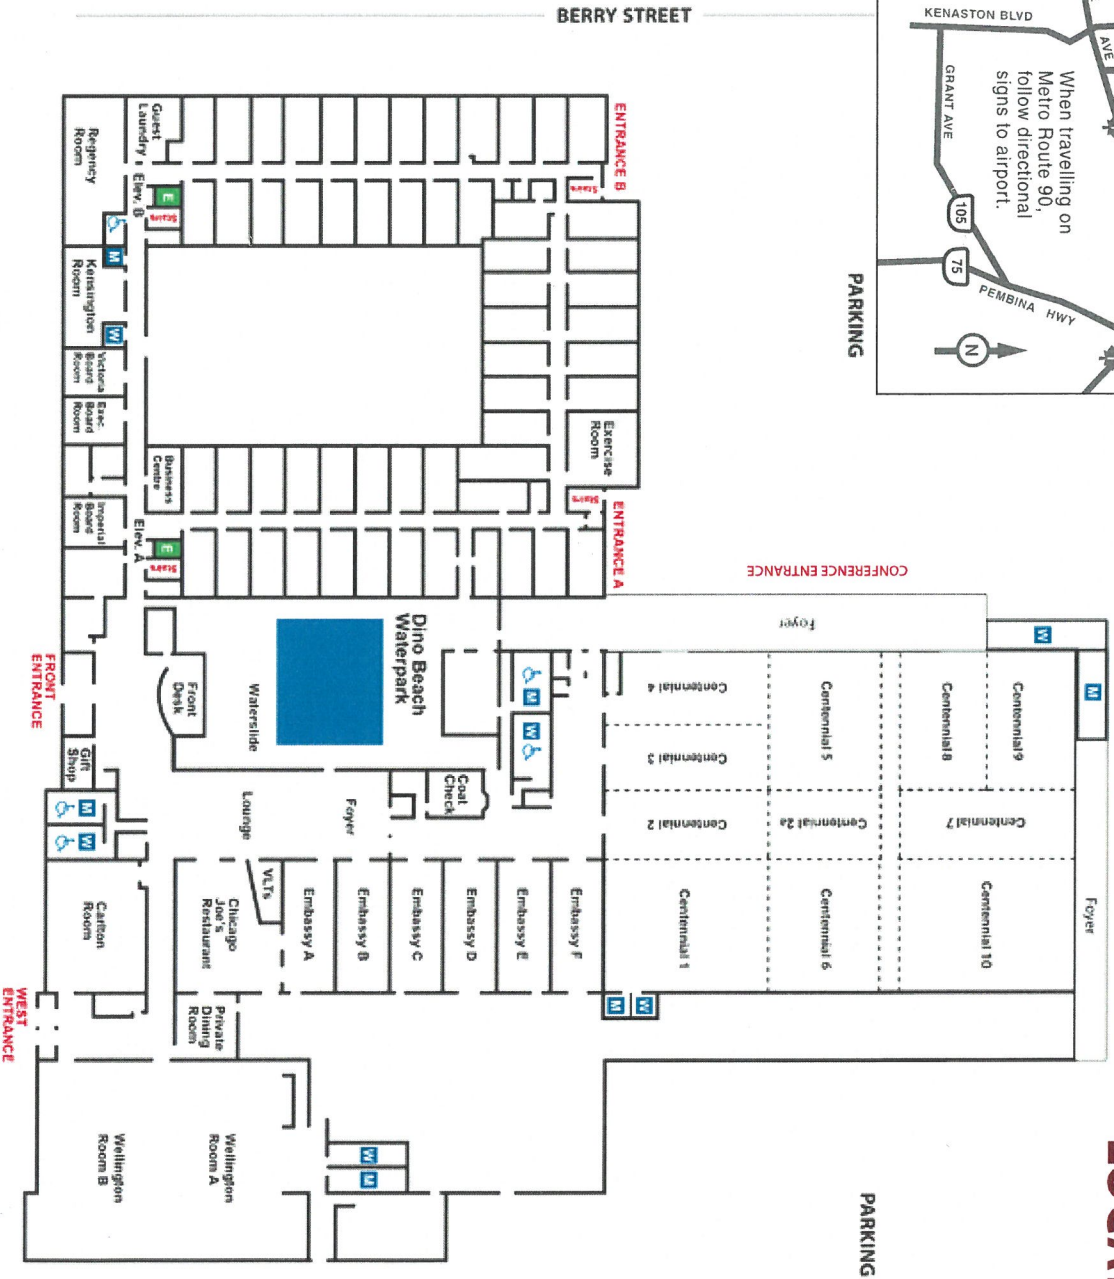 BERRY STREET
KENASTON BLVD
AVE
GRANT AVE
When travelling on
Metro Route 90,
follow directional
signs to airport.
105
75
PEMBINA HWY
N
PARKING
ENTRANCE B
Guest
Laundry
Regency
Room
Elev. B
E
Stairs
Stairs
M
Kensington
Room
W
Victoria
Board
Room
Exec.
Board
Room
Business
Centre
Exercise
Room
Stairs
ENTRANCE A
Imperial
Board
Room
Elev. A
E
Stairs
CONFERENCE ENTRANCE
Foyer
W
M
FRONT
ENTRANCE
Front
Desk
Waterslide
Dino Beach
Waterpark
M
W
Centennial 4
Centennial 3
Centennial 2
Centennial 5
Centennial 2a
Centennial 8
Centennial 9
Centennial 7
Gift
Shop
M
W
Lounge
Foyer
Coat
Check
VLTs
Carlton
Room
Chicago
Joe's
Restaurant
Embassy A
Embassy B
Embassy C
Embassy D
Embassy E
Embassy F
Centennial 1
Centennial 6
Centennial 10
Foyer
M
W
WEST
ENTRANCE
Private
Dining
Room
Wellington
Room A
Wellington
Room B
W
M
PARKING